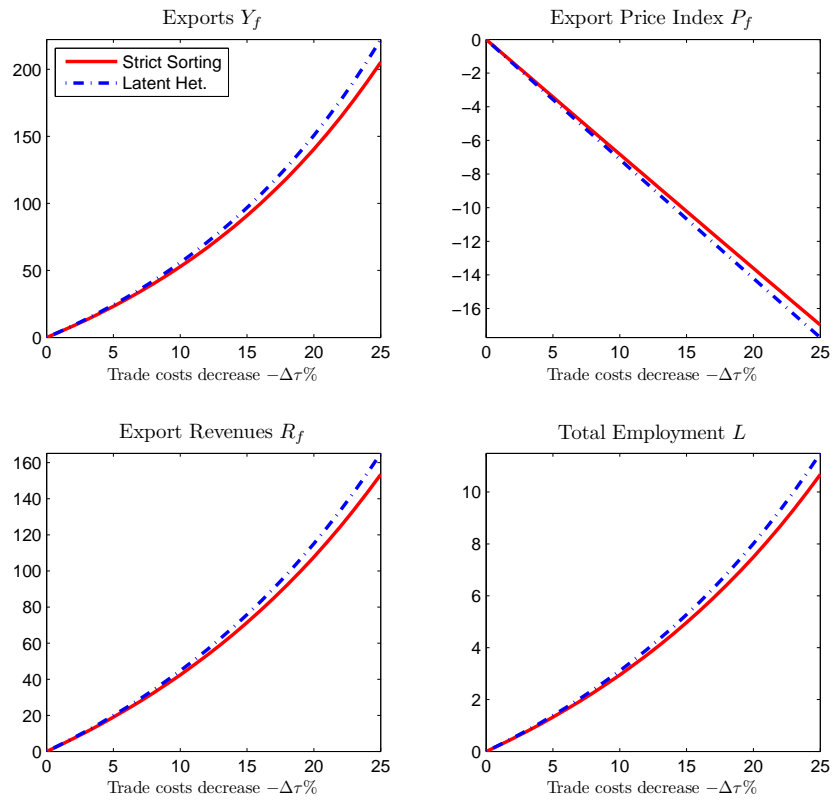 Exports Y_f
Strict Sorting
Latent Het.
200
150
100
50
0
0 5 10 15 20 25
Trade costs decrease −Δτ%
Export Price Index P_f
0
−2
−4
−6
−8
−10
−12
−14
−16
0 5 10 15 20 25
Trade costs decrease −Δτ%
Export Revenues R_f
160
140
120
100
80
60
40
20
0
0 5 10 15 20 25
Trade costs decrease −Δτ%
Total Employment L
10
8
6
4
2
0
0 5 10 15 20 25
Trade costs decrease −Δτ%